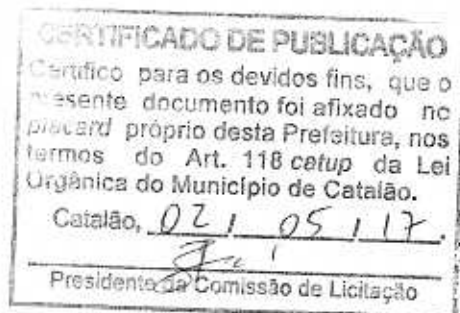 CERTIFICADO DE PUBLICAÇÃO
Certifico para os devidos fins, que o
presente documento foi afixado no
placard próprio desta Prefeitura, nos
termos do Art. 118 catup da Lei
Orgânica do Município de Catalão.
Catalão, 02 / 05 / 17.
Presidente da Comissão de Licitação